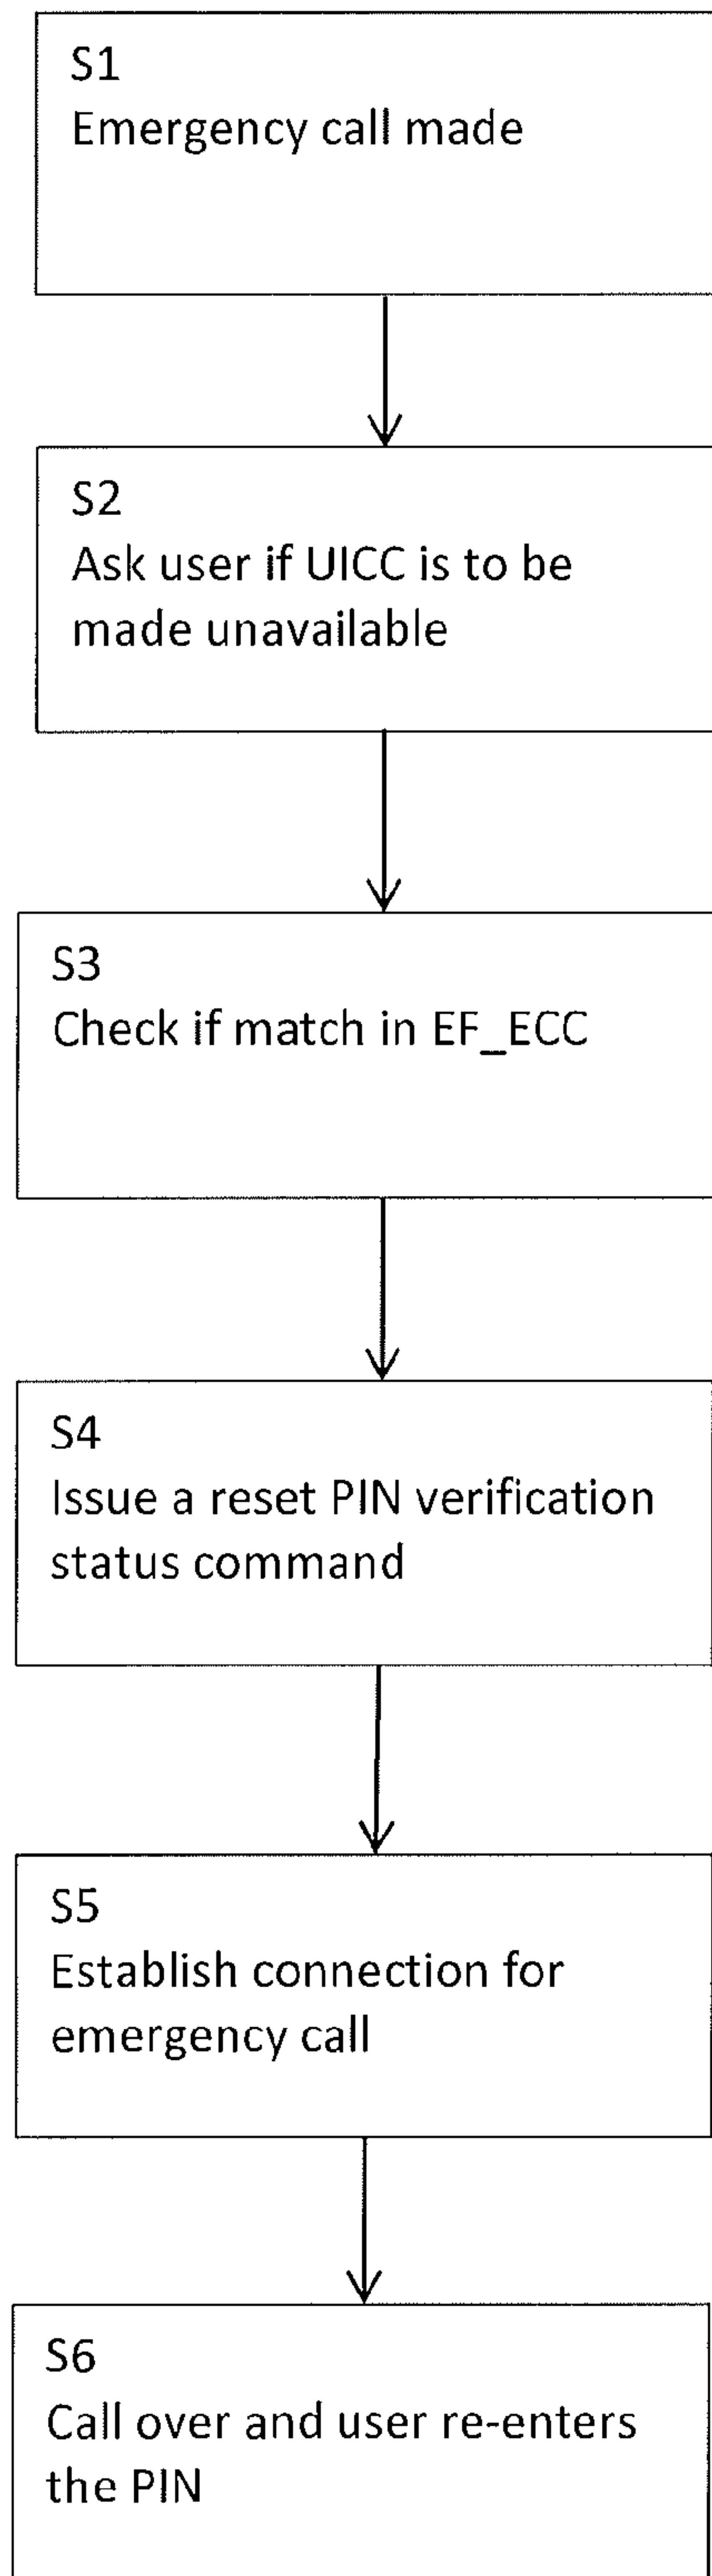 S1
Emergency call made
S2
Ask user if UICC is to be
made unavailable
S3
Check if match in EF_ECC
S4
Issue a reset PIN verification
status command
S5
Establish connection for
emergency call
S6
Call over and user re-enters
the PIN